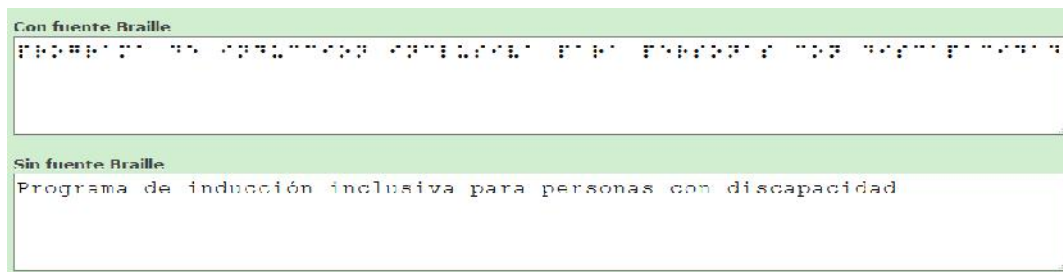 Con fuente Braille
⠏⠗⠕⠛⠗⠁⠍⠁ ⠙⠑ ⠊⠝⠙⠥⠉⠉⠊⠕⠝ ⠊⠝⠉⠇⠥⠎⠊⠧⠁ ⠏⠁⠗⠁ ⠏⠑⠗⠎⠕⠝⠁⠎ ⠉⠕⠝ ⠙⠊⠎⠉⠁⠏⠁⠉⠊⠙⠁⠙
Sin fuente Braille
Programa de inducción inclusiva para personas con discapacidad